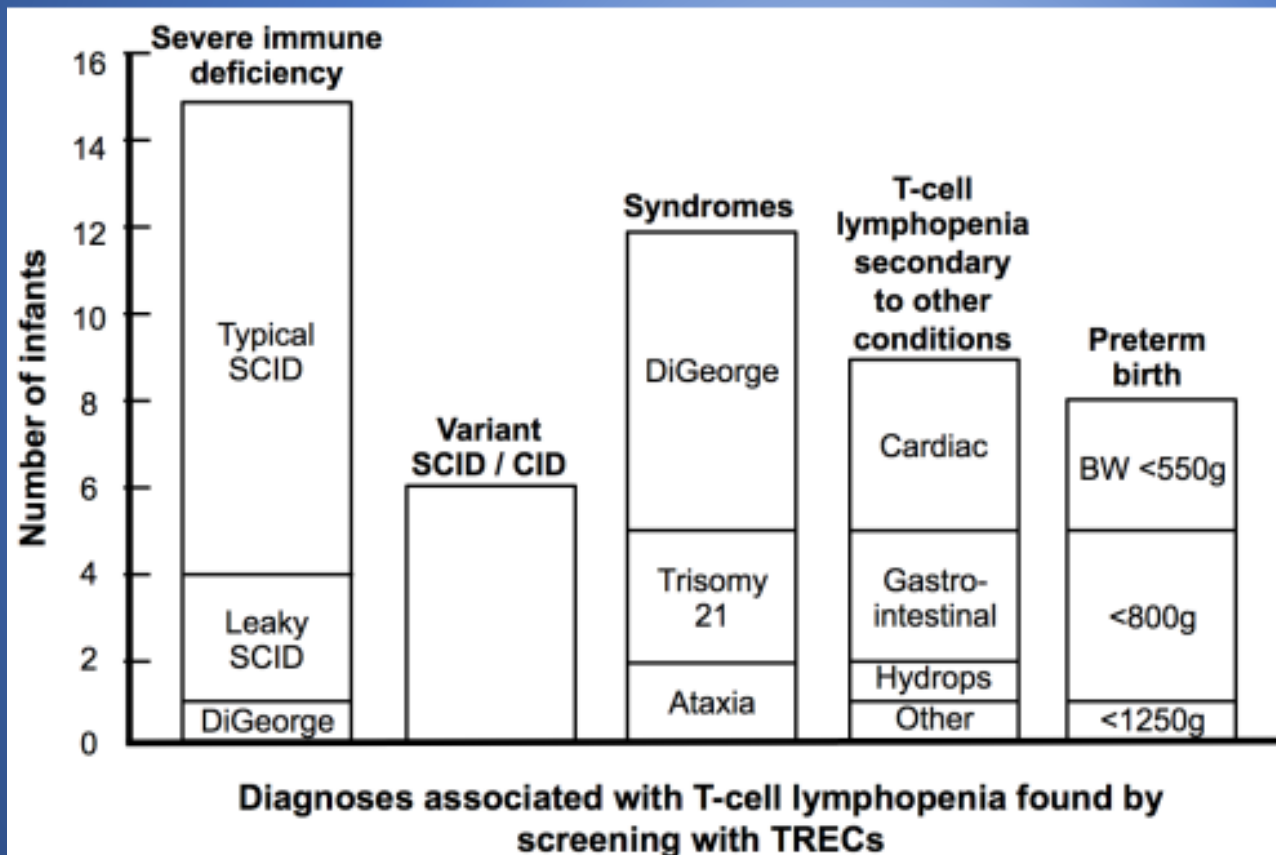 Severe immune
deficiency
Number of infants
16
14
12
10
8
6
4
2
0
Typical
SCID
Leaky
SCID
DiGeorge
Variant
SCID / CID
Syndromes
DiGeorge
Trisomy
21
Ataxia
T-cell
lymphopenia
secondary
to other
conditions
Cardiac
Gastro-
intestinal
Hydrops
Other
Preterm
birth
BW <550g
<800g
<1250g
Diagnoses associated with T-cell lymphopenia found by
screening with TRECs